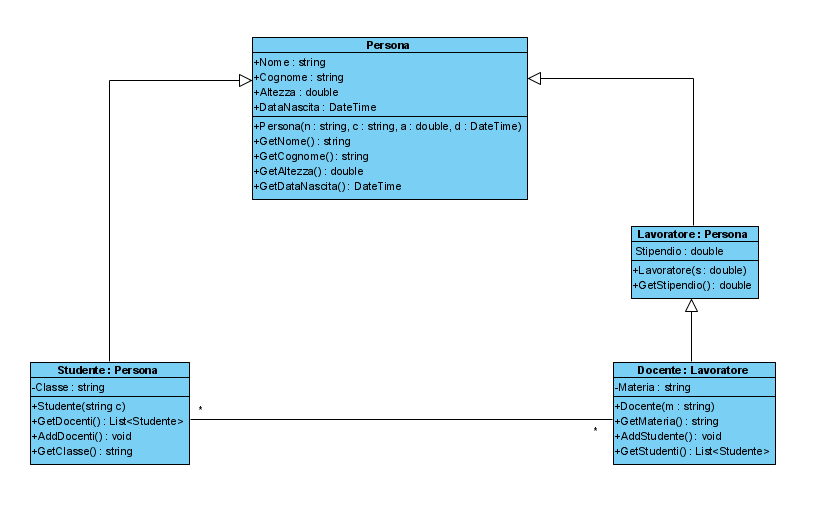 Persona
+Nome : string
+Cognome : string
+Altezza : double
+DataNascita : DateTime
+Persona(n : string, c : string, a : double, d : DateTime)
+GetNome() : string
+GetCognome() : string
+GetAltezza() : double
+GetDataNascita() : DateTime
Lavoratore : Persona
Stipendio : double
+Lavoratore(s : double)
+GetStipendio() : double
Studente : Persona
-Classe : string
+Studente(string c)
+GetDocenti() : List<Studente>
+AddDocenti() : void
+GetClasse() : string
*
*
Docente : Lavoratore
-Materia : string
+Docente(m : string)
+GetMateria() : string
+AddStudente() : void
+GetStudenti() : List<Studente>